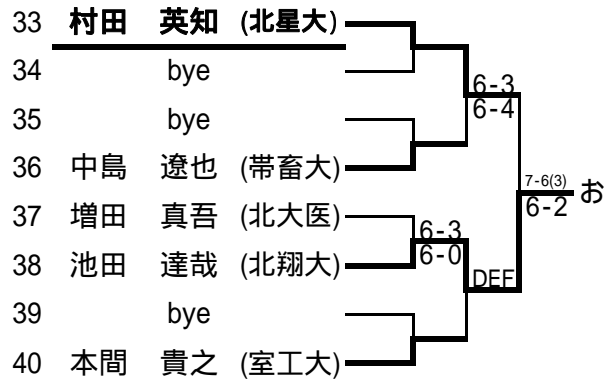 33 村田 英知 (北星大)
34 bye
35 bye
36 中島 遼也 (帯畜大)
37 増田 真吾 (北大医)
38 池田 達哉 (北翔大)
39 bye
40 本間 貴之 (室工大)
6-3
6-4
6-3
6-0
DEF
7-6(3)
6-2
お